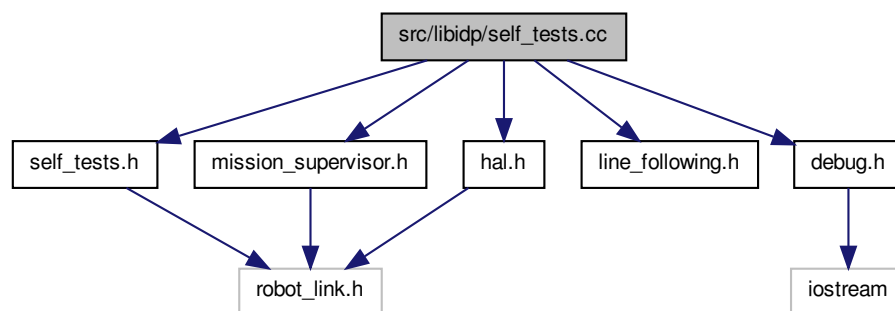 src/libidp/self_tests.cc
self_tests.h
mission_supervisor.h
hal.h
line_following.h
debug.h
robot_link.h
iostream